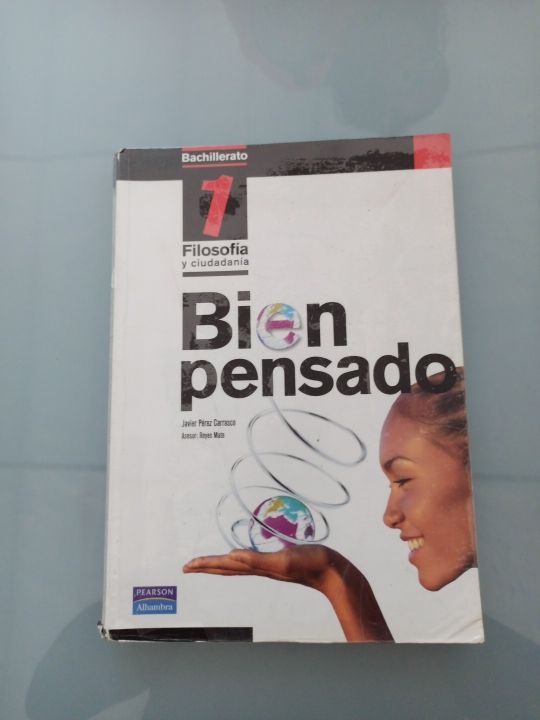 Bachillerato
1
Filosofía
y ciudadanía
Bien
pensado
Javier Pérez Carrasco
Asesor: Reyes Mate
PEARSON
Alhambra